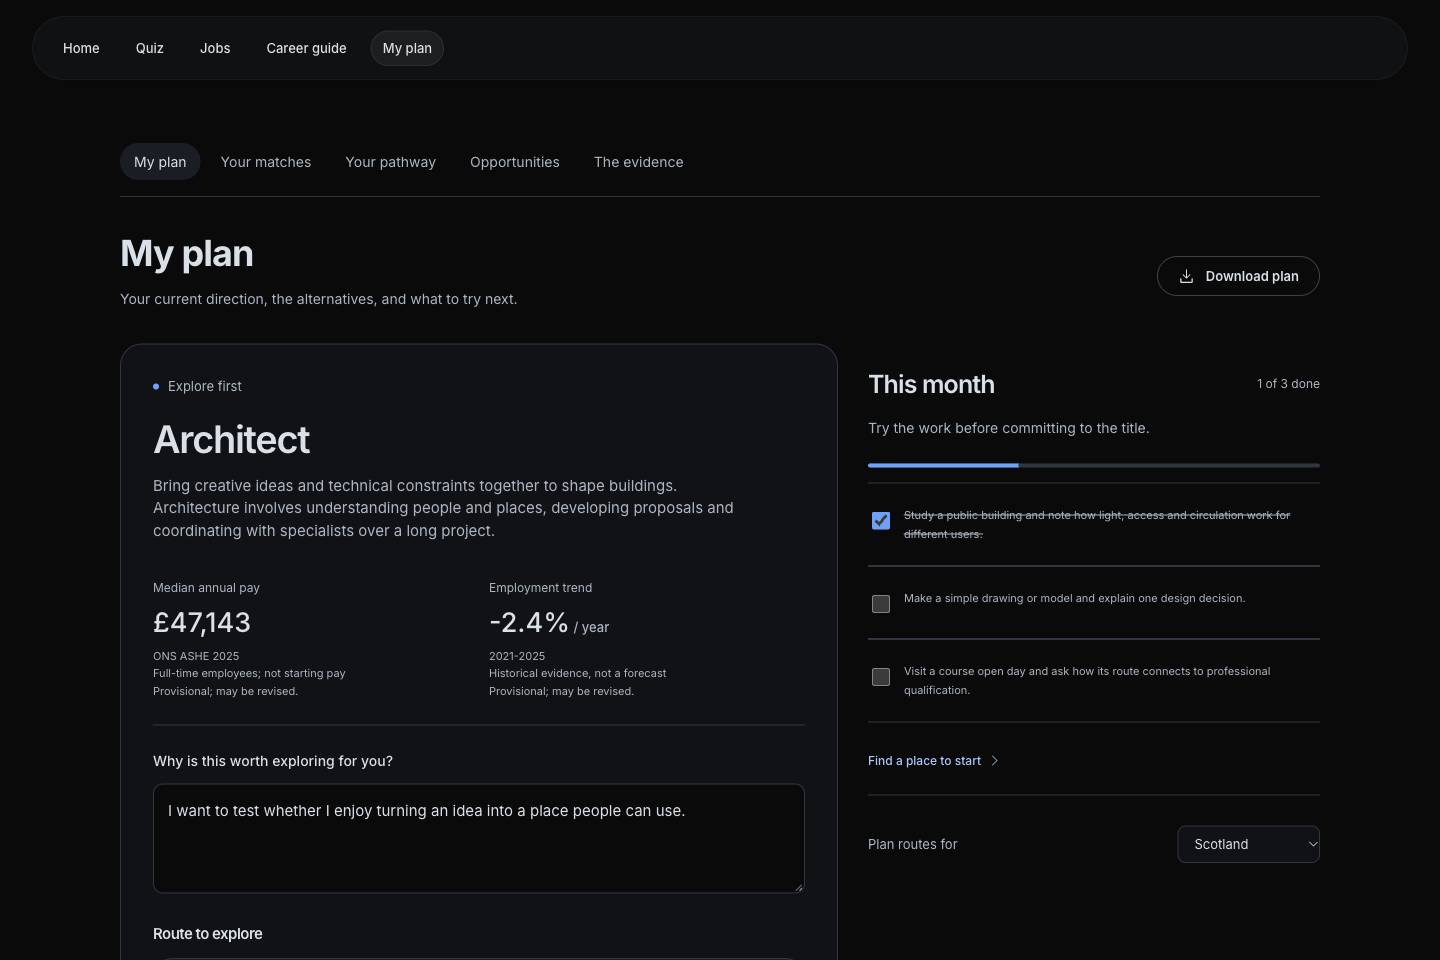 Home
Quiz
Jobs
Career guide
My plan
My plan
Your matches
Your pathway
Opportunities
The evidence
My plan
Your current direction, the alternatives, and what to try next.
Download plan
Explore first
Architect
Bring creative ideas and technical constraints together to shape buildings.
Architecture involves understanding people and places, developing proposals and
coordinating with specialists over a long project.
Median annual pay
£47,143
ONS ASHE 2025
Full-time employees; not starting pay
Provisional; may be revised.
Employment trend
-2.4% / year
2021-2025
Historical evidence, not a forecast
Provisional; may be revised.
Why is this worth exploring for you?
I want to test whether I enjoy turning an idea into a place people can use.
Route to explore
This month
1 of 3 done
Try the work before committing to the title.
Study a public building and note how light, access and circulation work for
different users.
Make a simple drawing or model and explain one design decision.
Visit a course open day and ask how its route connects to professional
qualification.
Find a place to start
Plan routes for
Scotland